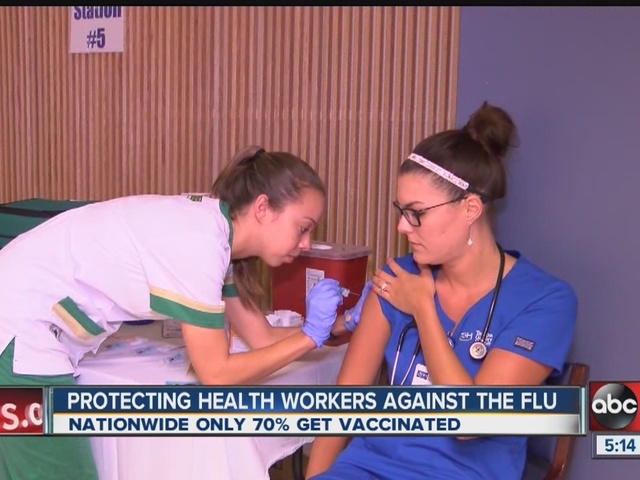 Station
#5
S.O
PROTECTING HEALTH WORKERS AGAINST THE FLU
NATIONWIDE ONLY 70% GET VACCINATED
abc
5:14